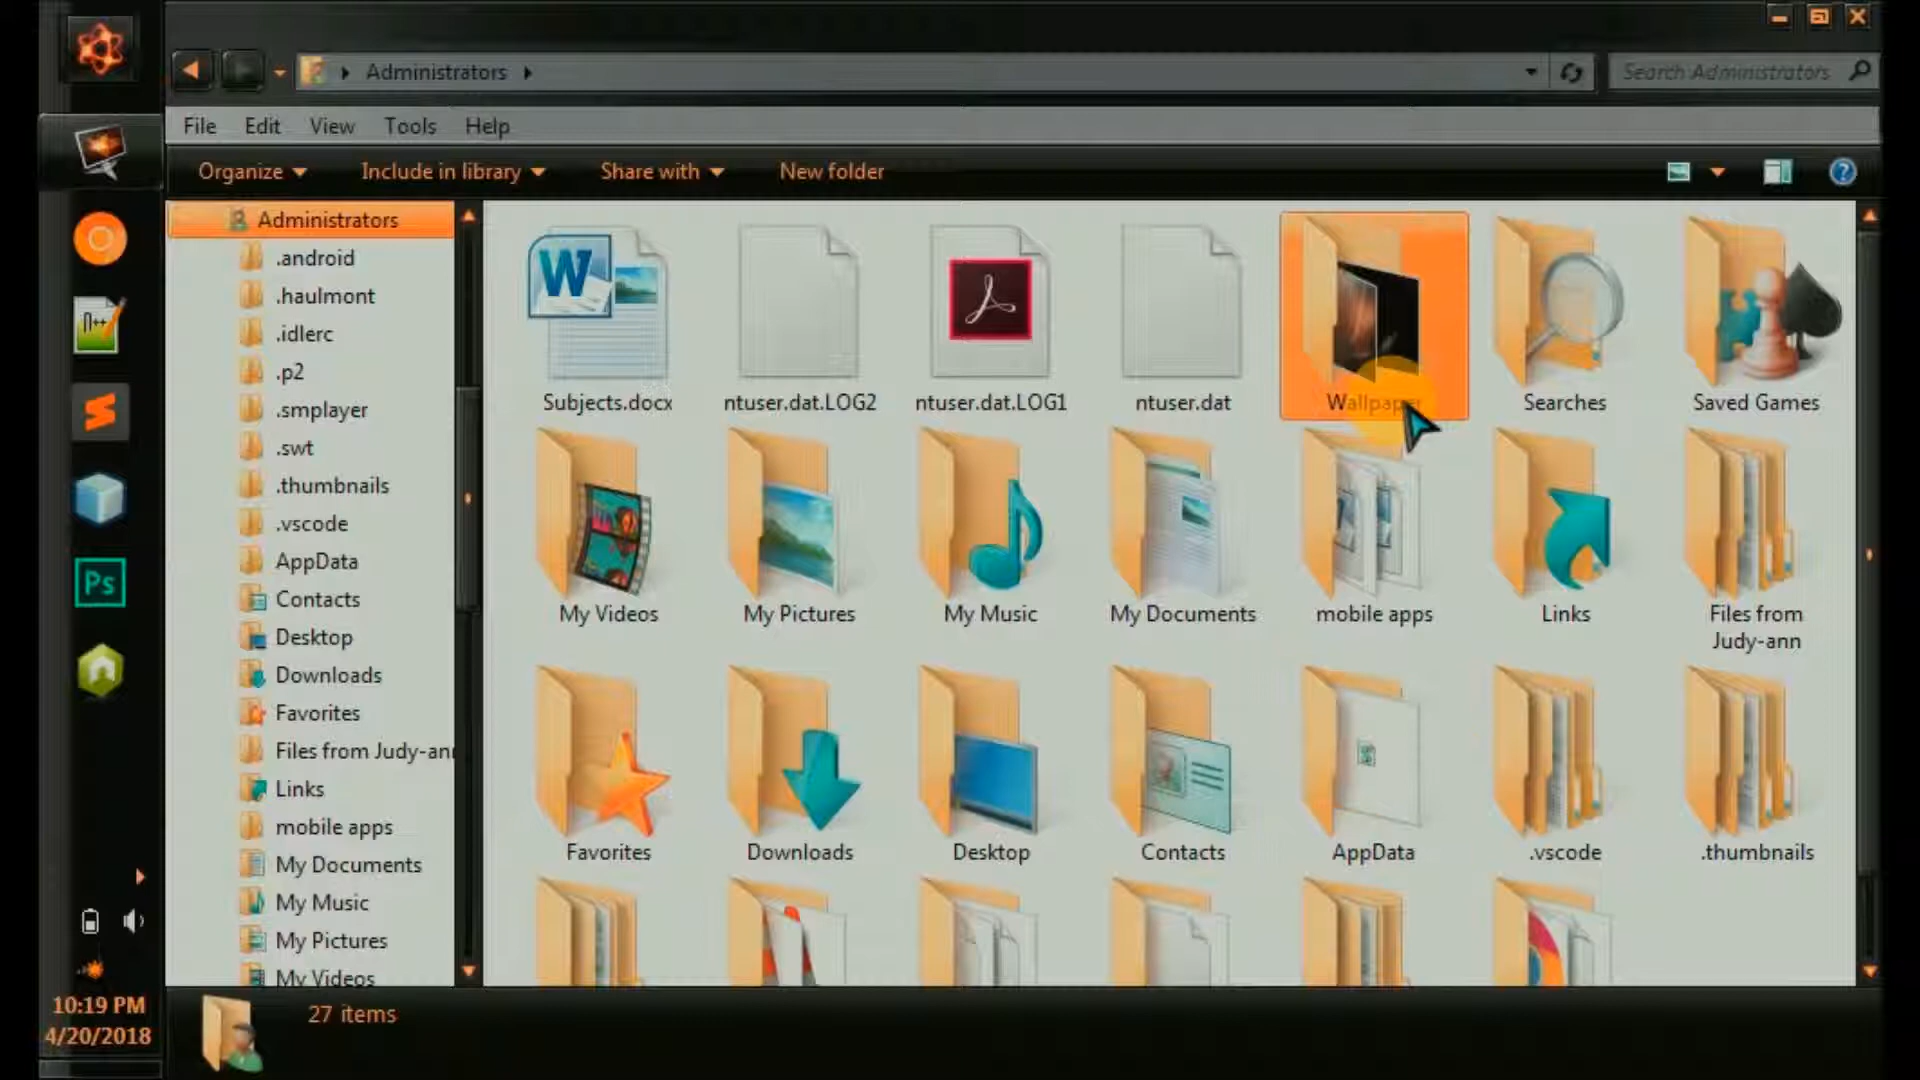 Administrators
Search Administrators
File Edit View Tools Help
Organize Include in library Share with New folder
Administrators
.android
.haulmont
.idlerc
.p2
.smplayer
.swt
.thumbnails
.vscode
AppData
Contacts
Desktop
Downloads
Favorites
Files from Judy-ann
Links
mobile apps
My Documents
My Music
My Pictures
My Videos
W
Subjects.docx ntuser.dat.LOG2 ntuser.dat.LOG1 ntuser.dat Wallpaper Searches Saved Games
My Videos My Pictures My Music My Documents mobile apps Links Files from
Judy-ann
Favorites Downloads Desktop Contacts AppData .vscode .thumbnails
27 items
n++
Ps
10:19 PM
4/20/2018